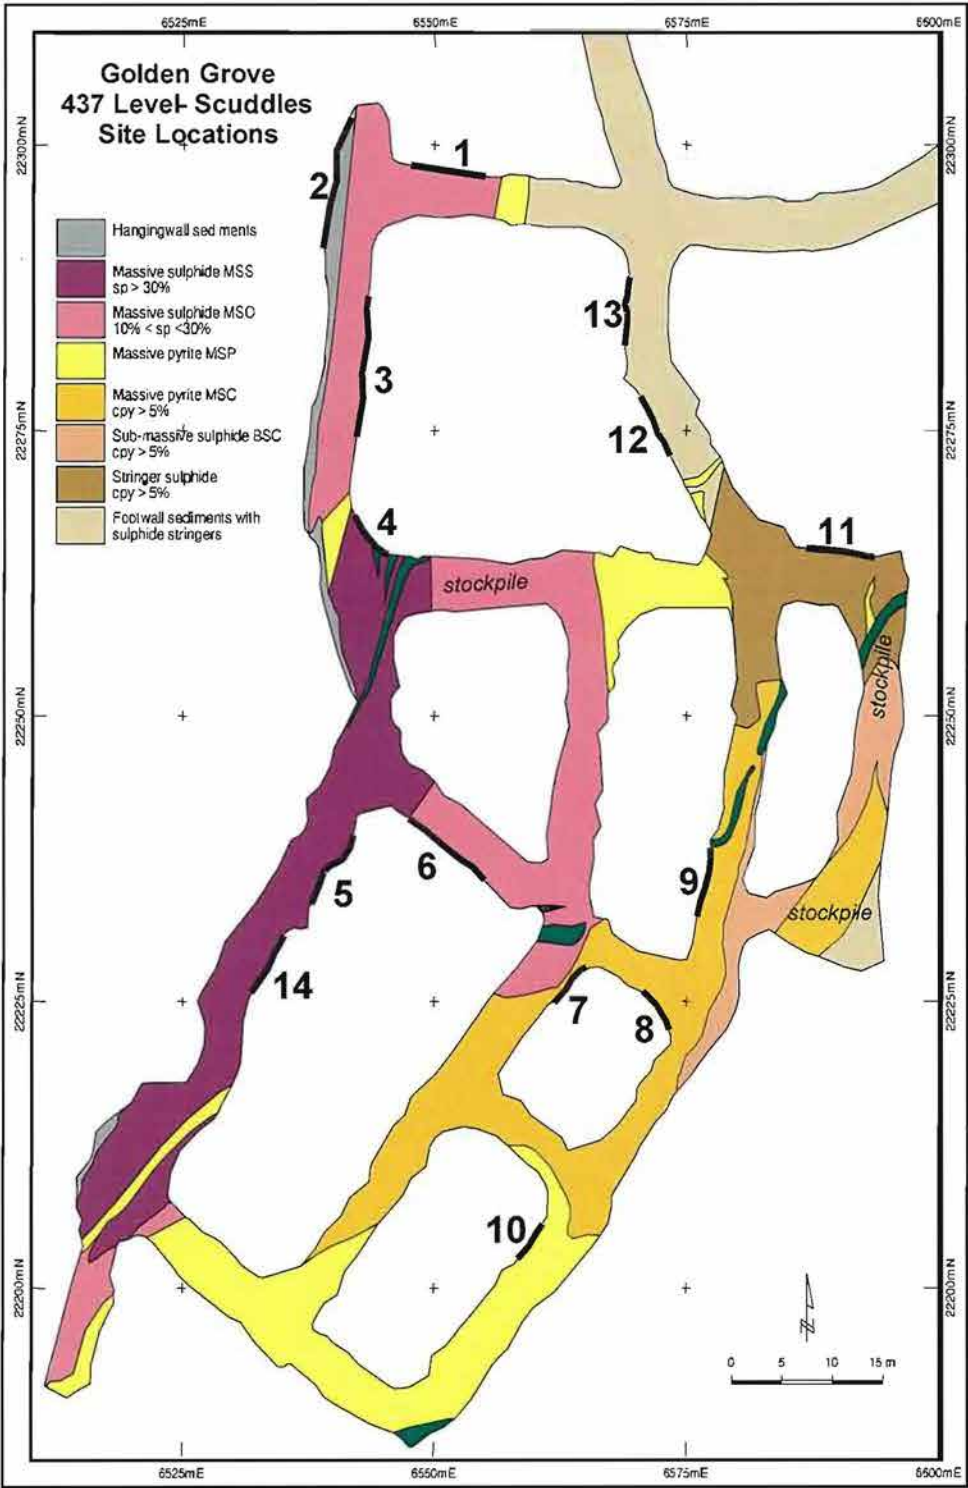 6525mE 6550mE 6575mE 6600mE
Golden Grove
437 Level- Scuddles
Site Locations
22300mN 22300mN
1
2
Hangingwall sed ments
Massive sulphide MSS
sp > 30%
Massive sulphide MSO
10% < sp <30%
Massive pyrite MSP
Massive pyrite MSC
cpy > 5%
Sub-massive sulphide BSC
cpy > 5%
Stringer sulphide
cpy > 5%
Footwall sediments with
sulphide stringers
13
3
22275mN 22275mN
12
4
11
stockpile
stockpile
22250mN 22250mN
6
5
9
stockpile
14
7
8
22225mN 22225mN
10
22200mN 22200mN
N
0 5 10 15 m
6525mE 6550mE 6575mE 6600mE